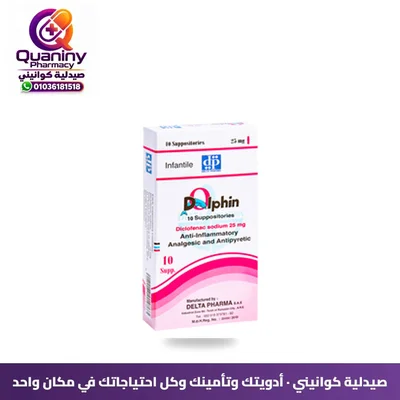 Quaniny
Pharmacy
صيدلية كوانيني
01036181518
10 Suppositories
25 mg
Infantile
dp
Dolphin
10 Suppositories
Diclofenac sodium 25 mg
Anti-Inflammatory
Analgesic and Antipyretic
10
Supp.
Manufactured by:
DELTA PHARMA S.A.E
صيدلية كوانيني - أدويتك وتأمينك وكل احتياجاتك في مكان واحد